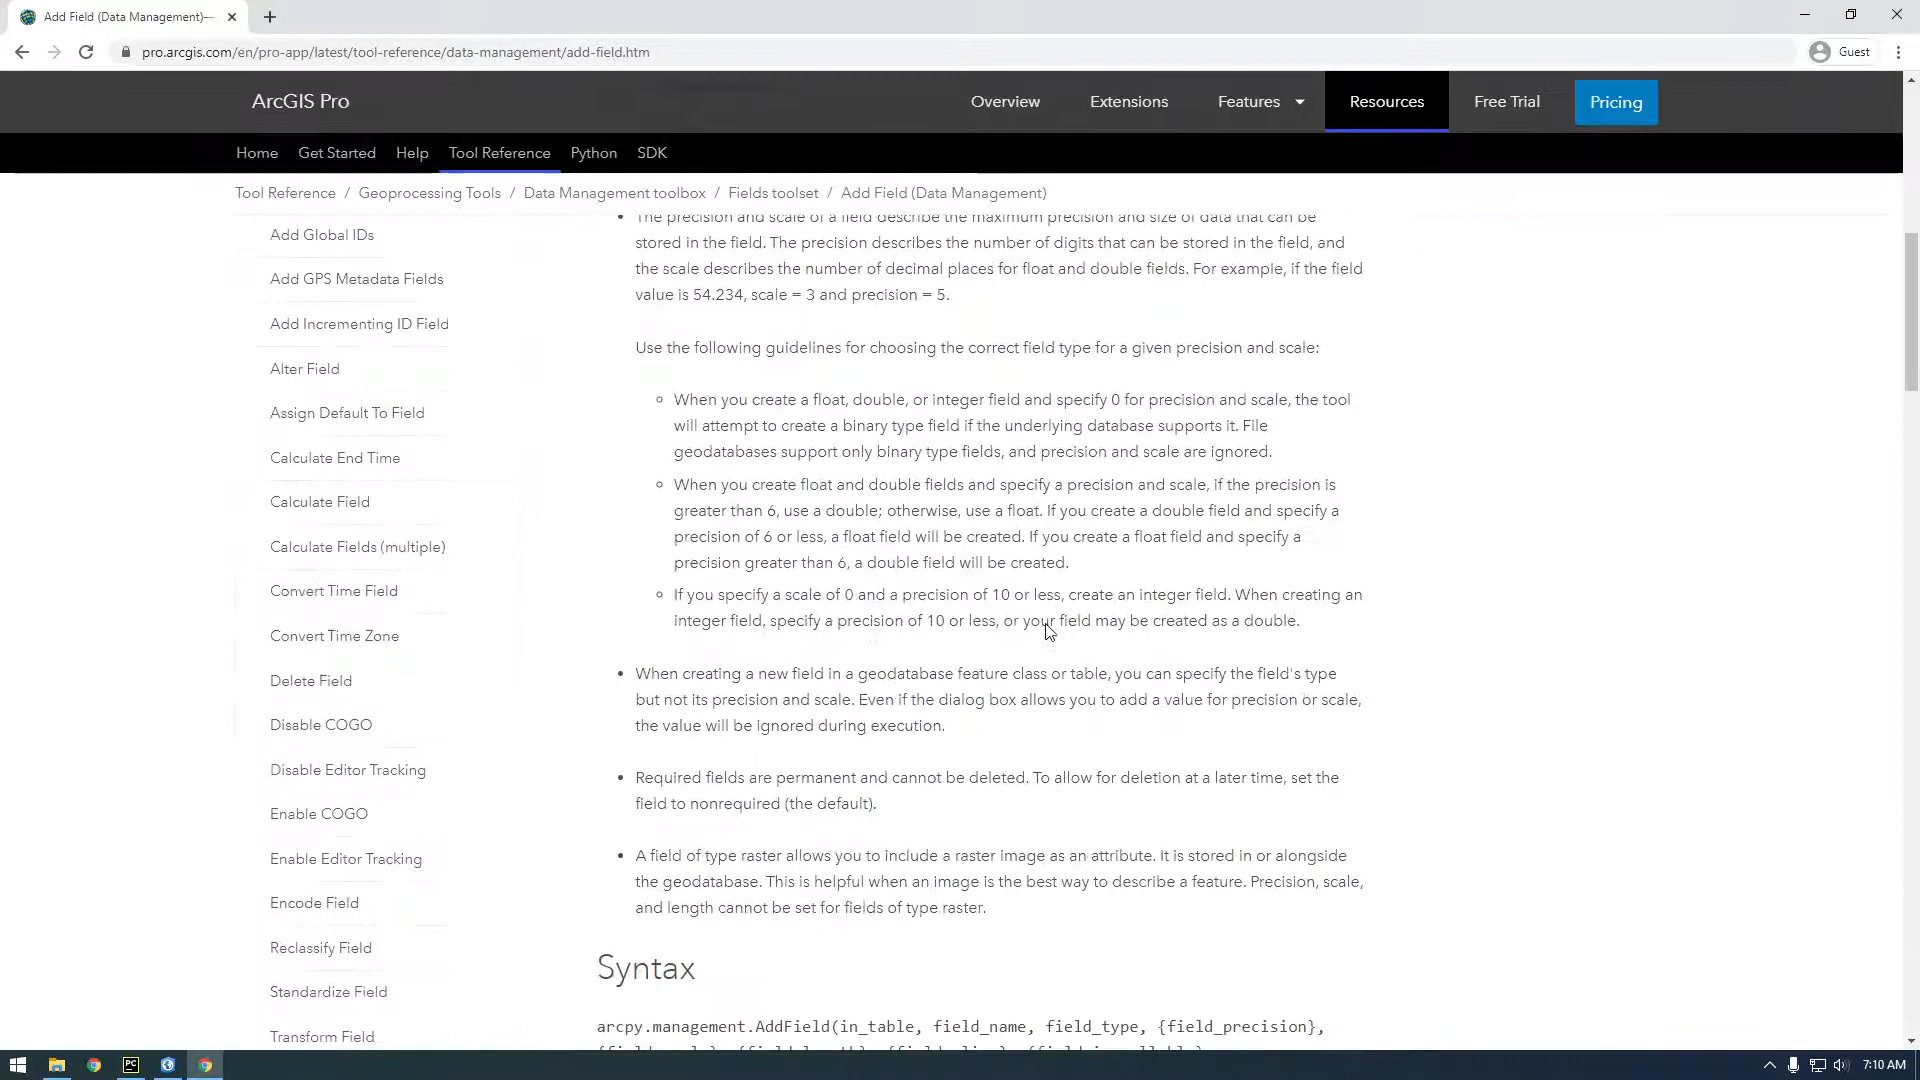 Add Field (Data Management)—
pro.arcgis.com/en/pro-app/latest/tool-reference/data-management/add-field.htm
Guest
ArcGIS Pro
Overview
Extensions
Features
Resources
Free Trial
Pricing
Home
Get Started
Help
Tool Reference
Python
SDK
Tool Reference / Geoprocessing Tools / Data Management toolbox / Fields toolset / Add Field (Data Management)
Add Global IDs
Add GPS Metadata Fields
Add Incrementing ID Field
Alter Field
Assign Default To Field
Calculate End Time
Calculate Field
Calculate Fields (multiple)
Convert Time Field
Convert Time Zone
Delete Field
Disable COGO
Disable Editor Tracking
Enable COGO
Enable Editor Tracking
Encode Field
Reclassify Field
Standardize Field
Transform Field
• The precision and scale of a field describe the maximum precision and size of data that can be
stored in the field. The precision describes the number of digits that can be stored in the field, and
the scale describes the number of decimal places for float and double fields. For example, if the field
value is 54.234, scale = 3 and precision = 5.
Use the following guidelines for choosing the correct field type for a given precision and scale:
◦ When you create a float, double, or integer field and specify 0 for precision and scale, the tool
will attempt to create a binary type field if the underlying database supports it. File
geodatabases support only binary type fields, and precision and scale are ignored.
◦ When you create float and double fields and specify a precision and scale, if the precision is
greater than 6, use a double; otherwise, use a float. If you create a double field and specify a
precision of 6 or less, a float field will be created. If you create a float field and specify a
precision greater than 6, a double field will be created.
◦ If you specify a scale of 0 and a precision of 10 or less, create an integer field. When creating an
integer field, specify a precision of 10 or less, or your field may be created as a double.
• When creating a new field in a geodatabase feature class or table, you can specify the field's type
but not its precision and scale. Even if the dialog box allows you to add a value for precision or scale,
the value will be ignored during execution.
• Required fields are permanent and cannot be deleted. To allow for deletion at a later time, set the
field to nonrequired (the default).
• A field of type raster allows you to include a raster image as an attribute. It is stored in or alongside
the geodatabase. This is helpful when an image is the best way to describe a feature. Precision, scale,
and length cannot be set for fields of type raster.
Syntax
arcpy.management.AddField(in_table, field_name, field_type, {field_precision},
7:10 AM